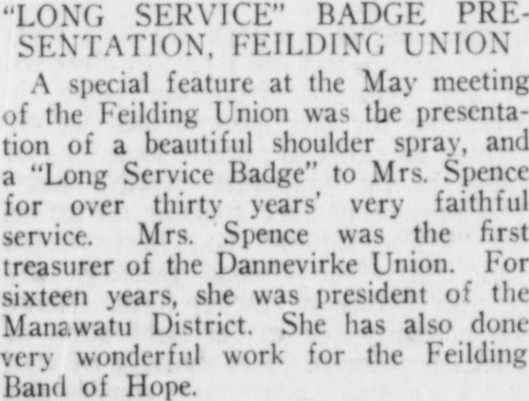 “LONG SERVICE” BADGE PRE-
SENTATION, FEILDING UNION
A special feature at the May meeting
of the Feilding Union was the presenta-
tion of a beautiful shoulder spray, and
a “Long Service Badge” to Mrs. Spence
for over thirty years’ very faithful
service. Mrs. Spence was the first
treasurer of the Dannevirke Union. For
sixteen years, she was president of the
Manawatu District. She has also done
very wonderful work for the Feilding
Band of Hope.